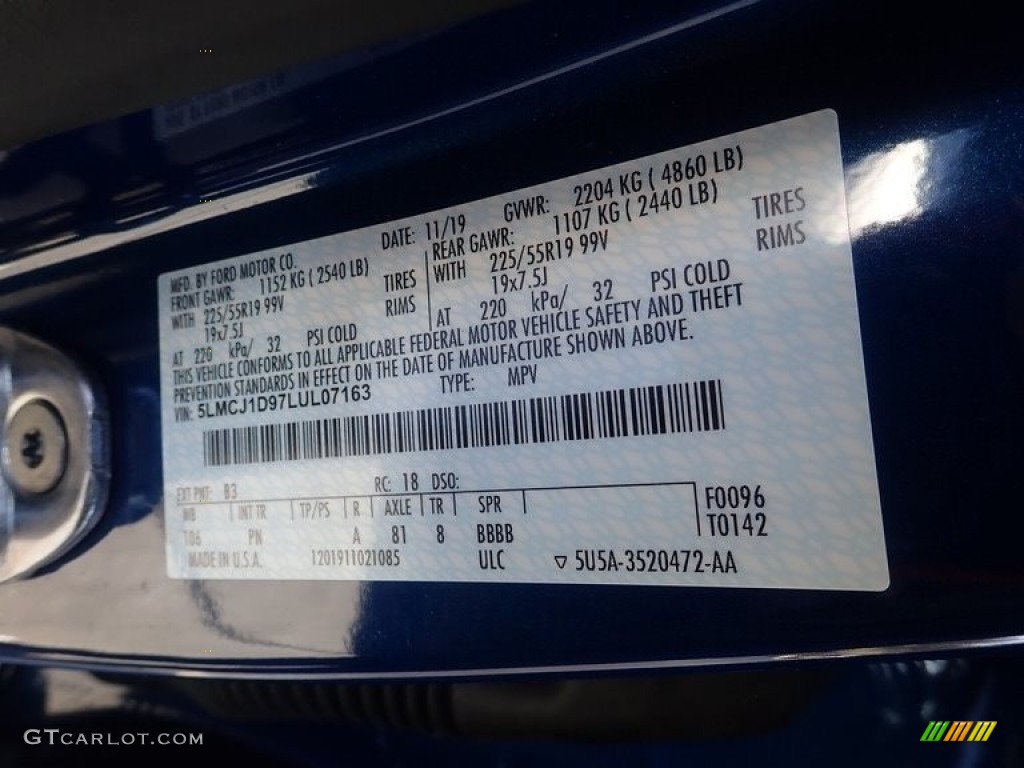 MFD. BY FORD MOTOR CO.
DATE: 11/19 GVWR: 2204 KG ( 4860 LB)
FRONT GAWR: 1152 KG ( 2540 LB) REAR GAWR: 1107 KG ( 2440 LB)
WITH 225/55R19 99V TIRES WITH 225/55R19 99V TIRES
19x7.5J RIMS 19x7.5J RIMS
AT 220 kPa/ 32 PSI COLD AT 220 kPa/ 32 PSI COLD
THIS VEHICLE CONFORMS TO ALL APPLICABLE FEDERAL MOTOR VEHICLE SAFETY AND THEFT
PREVENTION STANDARDS IN EFFECT ON THE DATE OF MANUFACTURE SHOWN ABOVE.
VIN: 5LMCJ1D97LUL07163 TYPE: MPV
EXT PNT: B3 RC: 18 DSO:
WB INT TR TP/PS R AXLE TR SPR F0096
T06 PN A 81 8 BBBB T0142
MADE IN U.S.A. 1201911021085 ULC ▽ 5U5A-3520472-AA
GTCARLOT.COM